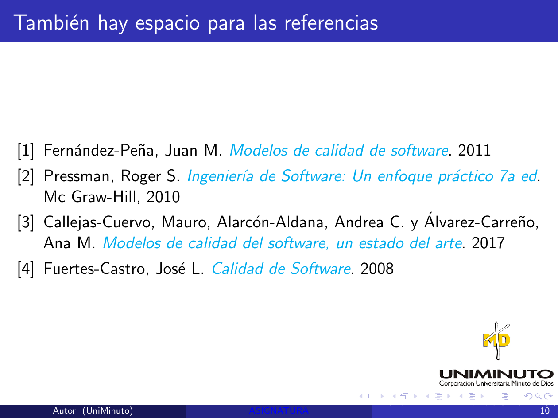 También hay espacio para las referencias
[1] Fernández-Peña, Juan M. Modelos de calidad de software. 2011
[2] Pressman, Roger S. Ingeniería de Software: Un enfoque práctico 7a ed.
Mc Graw-Hill, 2010
[3] Callejas-Cuervo, Mauro, Alarcón-Aldana, Andrea C. y Álvarez-Carreño,
Ana M. Modelos de calidad del software, un estado del arte. 2017
[4] Fuertes-Castro, José L. Calidad de Software. 2008
MD
UNIMINUTO
Corporación Universitaria Minuto de Dios
Autor (UniMinuto) ASIGNATURA 10